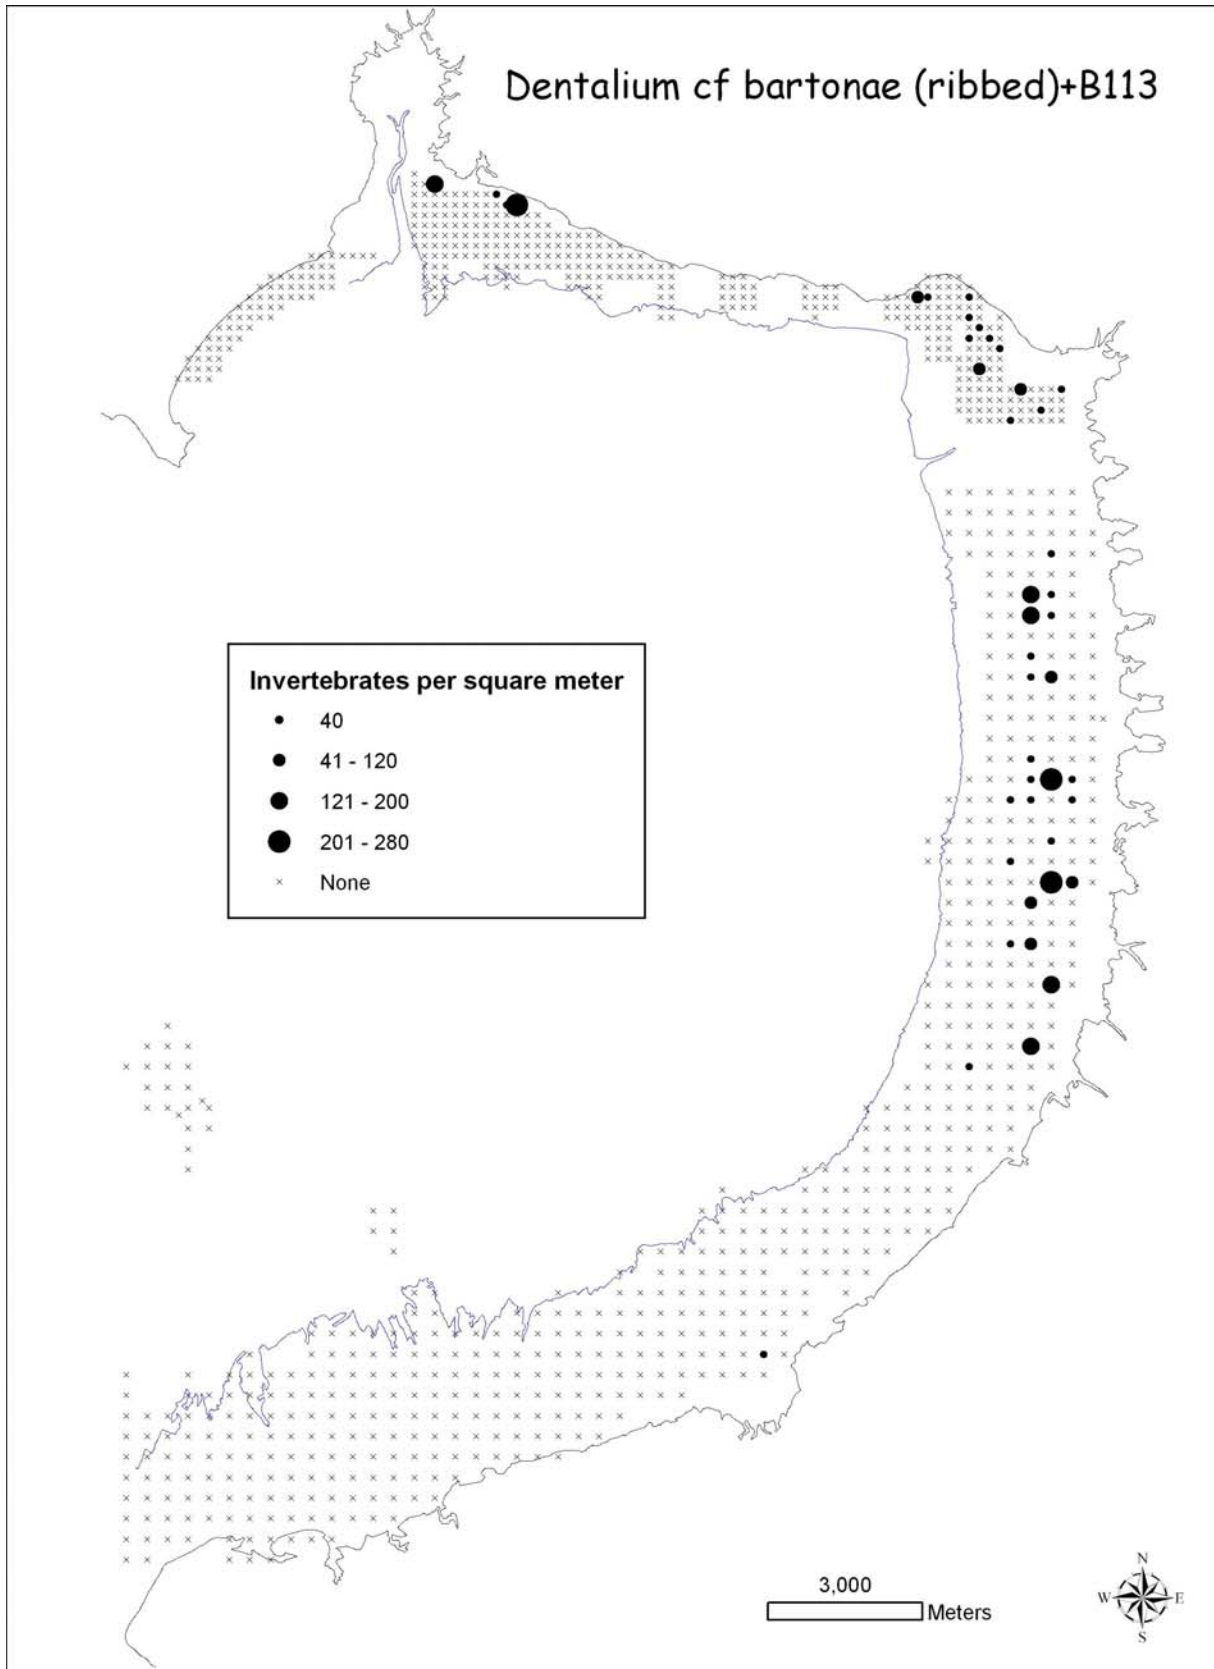 Dentalium cf bartonae (ribbed)+B113
Invertebrates per square meter
40
41 - 120
121 - 200
201 - 280
None
3,000
Meters
N
W E
S